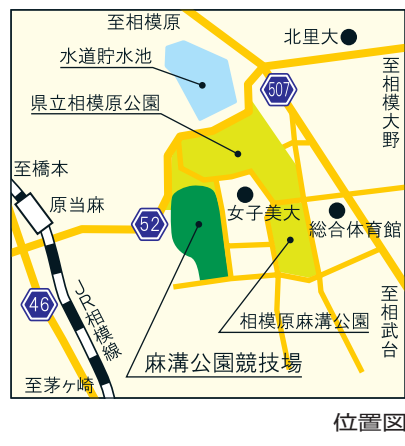 至相模原
北里大
水道貯水池
至相模大野
507
県立相模原公園
至橋本
原当麻
女子美大
総合体育館
52
46
JR相模線
相模原麻溝公園
至相武台
麻溝公園競技場
至茅ヶ崎
位置図